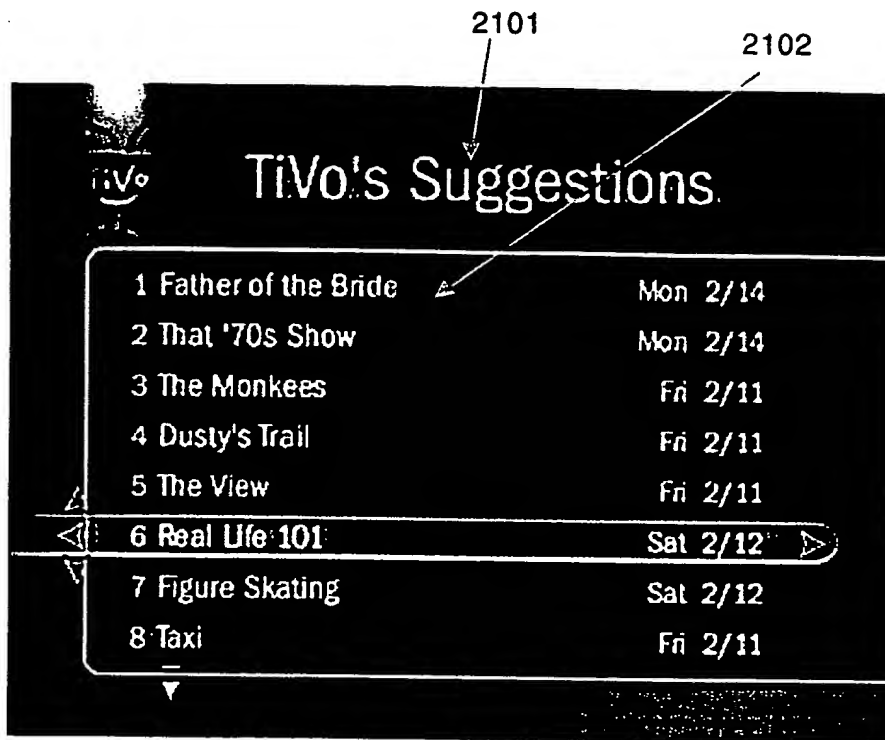 2101
2102
TiVo
TiVo's Suggestions
1 Father of the Bride Mon 2/14
2 That '70s Show Mon 2/14
3 The Monkees Fri 2/11
4 Dusty's Trail Fri 2/11
5 The View Fri 2/11
6 Real Life 101 Sat 2/12
7 Figure Skating Sat 2/12
8 Taxi Fri 2/11